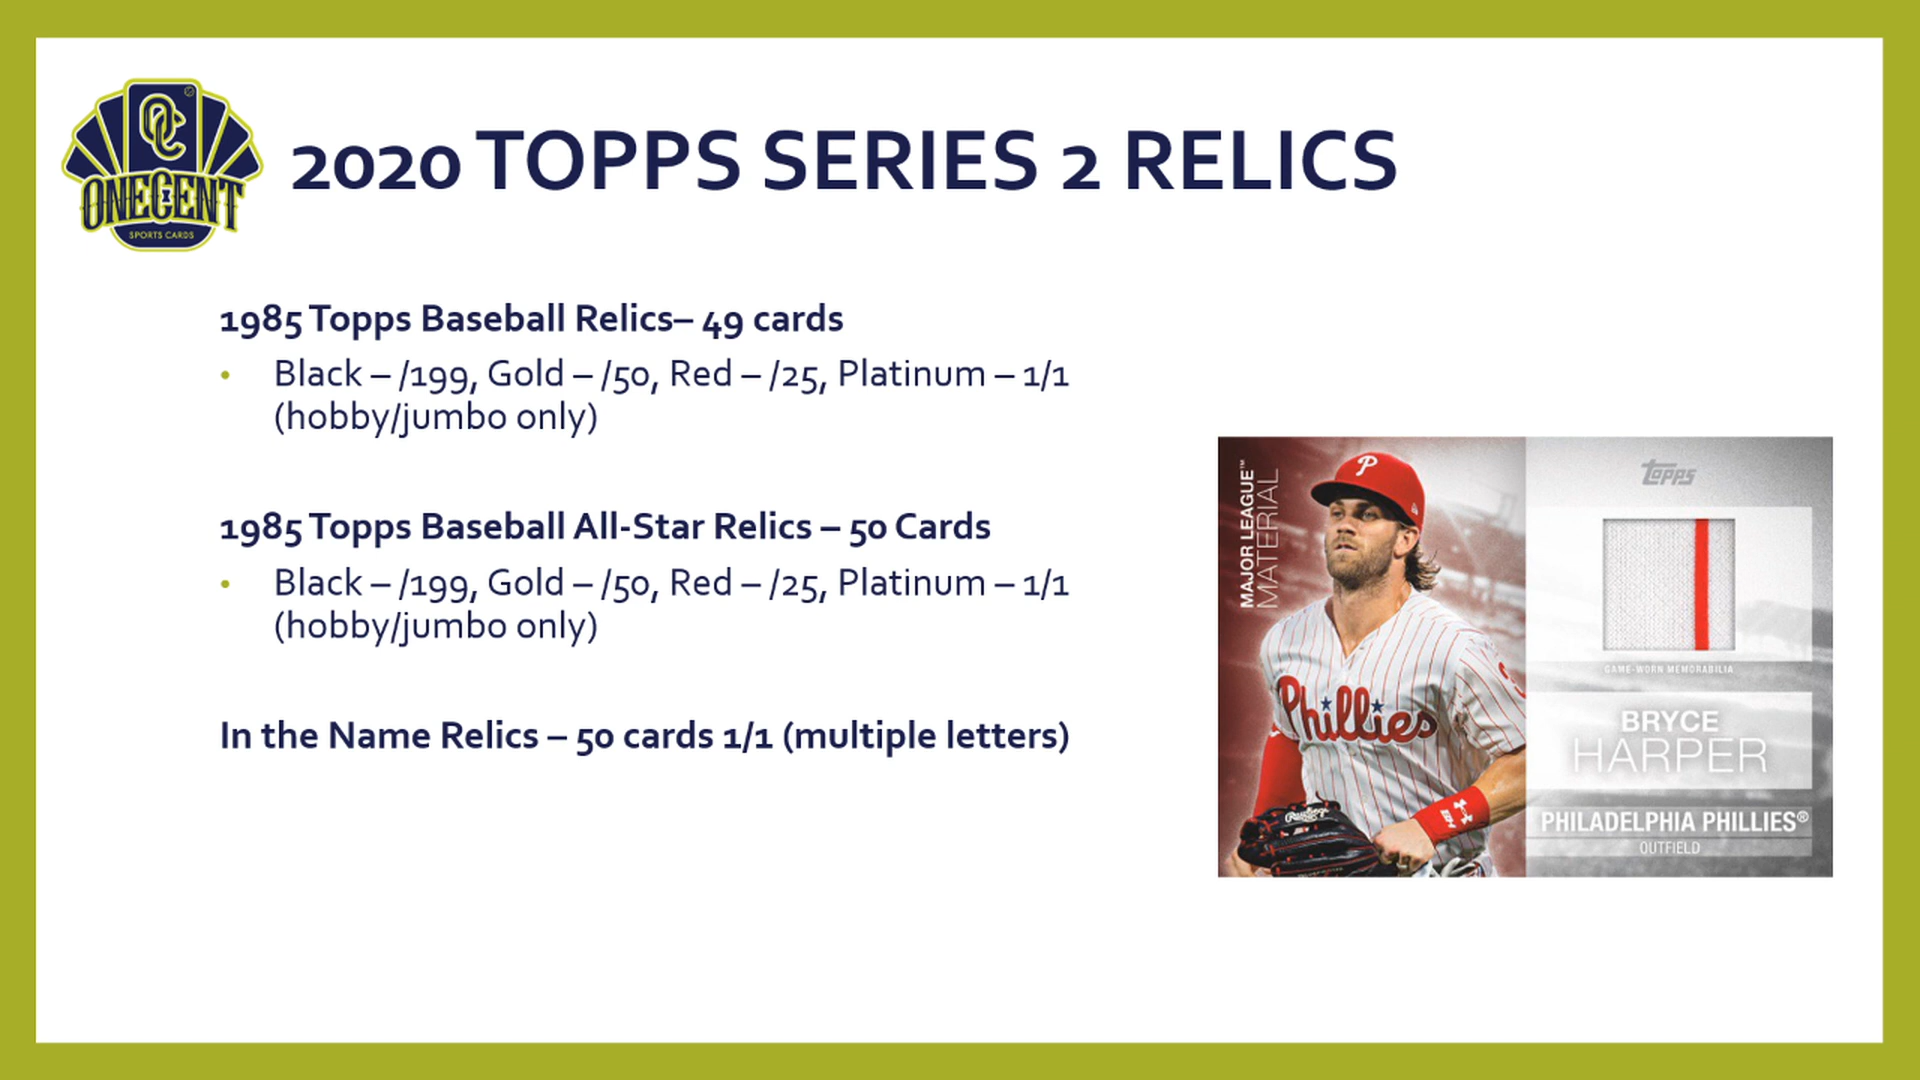 ONECENT
SPORTS CARDS
2020 TOPPS SERIES 2 RELICS
1985 Topps Baseball Relics– 49 cards
• Black – /199, Gold – /50, Red – /25, Platinum – 1/1
(hobby/jumbo only)
1985 Topps Baseball All-Star Relics – 50 Cards
• Black – /199, Gold – /50, Red – /25, Platinum – 1/1
(hobby/jumbo only)
In the Name Relics – 50 cards 1/1 (multiple letters)
MAJOR LEAGUE™
MATERIAL
P
Phillies
Rawlings
Topps
GAME-WORN MEMORABILIA
BRYCE
HARPER
PHILADELPHIA PHILLIES®
OUTFIELD